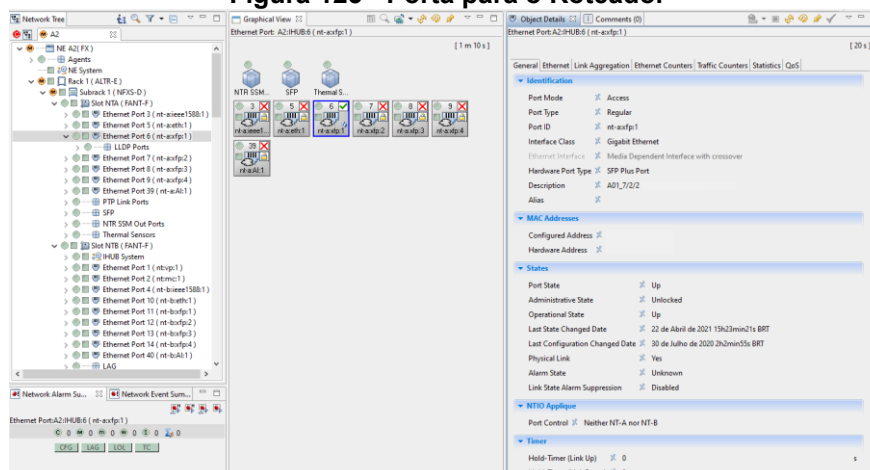 Figura 123 - Porta para o Roteador
Network Tree
A2
NE A2( FX )
Agents
NE System
Rack 1 ( ALTR-E )
Subrack 1 ( NFXS-D )
Slot NTA ( FANT-F )
Ethernet Port 3 ( nt-a:ieee1588:1 )
Ethernet Port 5 ( nt-a:eth:1 )
Ethernet Port 6 ( nt-a:xfp:1 )
LLDP Ports
Ethernet Port 7 ( nt-a:xfp:2 )
Ethernet Port 8 ( nt-a:xfp:3 )
Ethernet Port 9 ( nt-a:xfp:4 )
Ethernet Port 39 ( nt-a:AI:1 )
PTP Link Ports
SFP
NTR SSM Out Ports
Thermal Sensors
Slot NTB ( FANT-F )
IHUB System
Ethernet Port 1 ( nt:vp:1 )
Ethernet Port 2 ( nt:mc:1 )
Ethernet Port 4 ( nt-b:ieee1588:1 )
Ethernet Port 10 ( nt-b:eth:1 )
Ethernet Port 11 ( nt-b:xfp:1 )
Ethernet Port 12 ( nt-b:xfp:2 )
Ethernet Port 13 ( nt-b:xfp:3 )
Ethernet Port 14 ( nt-b:xfp:4 )
Ethernet Port 40 ( nt-b:AI:1 )
LAG
Network Alarm Su...
Network Event Sum...
Ethernet Port:A2:IHUB:6 ( nt-a:xfp:1 )
C 0 M 0 m 0 w 0 0 0
CFG LAG LOL TC
Graphical View
Ethernet Port: A2:IHUB:6 ( nt-a:xfp:1 )
[ 1 m 10 s ]
NTR SSM... SFP Thermal S...
3 5 6 7 8 9
nt-a:ieee1... nt-a:eth:1 nt-a:xfp:1 nt-a:xfp:2 nt-a:xfp:3 nt-a:xfp:4
39
nt-a:AI:1
Object Details Comments (0)
Ethernet Port: A2:IHUB:6 ( nt-a:xfp:1 )
[ 20 s ]
General Ethernet Link Aggregation Ethernet Counters Traffic Counters Statistics QoS
Identification
Port Mode Access
Port Type Regular
Port ID nt-a:xfp:1
Interface Class Gigabit Ethernet
Ethernet Interface Media Dependent Interface with crossover
Hardware Port Type SFP Plus Port
Description A01_7/2/2
Alias
MAC Addresses
Configured Address
Hardware Address
States
Port State Up
Administrative State Unlocked
Operational State Up
Last State Changed Date 22 de Abril de 2021 15h23min21s BRT
Last Configuration Changed Date 30 de Julho de 2020 2h2min55s BRT
Physical Link Yes
Alarm State Unknown
Link State Alarm Suppression Disabled
NTIO Applique
Port Control Neither NT-A nor NT-B
Timer
Hold-Timer (Link Up) 0 s